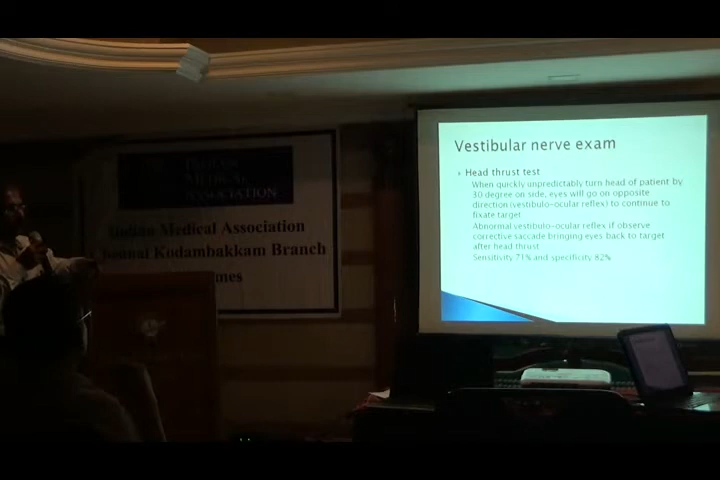 INDIAN
MEDICAL
ASSOCIATION
Indian Medical Association
Chennai Kodambakkam Branch
Vestibular nerve exam
Head thrust test
When quickly unpredictably turn head of patient by
30 degree on side, eyes will go on opposite
direction (vestibulo-ocular reflex) to continue to
fixate target
Abnormal vestibulo-ocular reflex if observe
corrective saccade bringing eyes back to target
after head thrust
Sensitivity 71% and specificity 82%